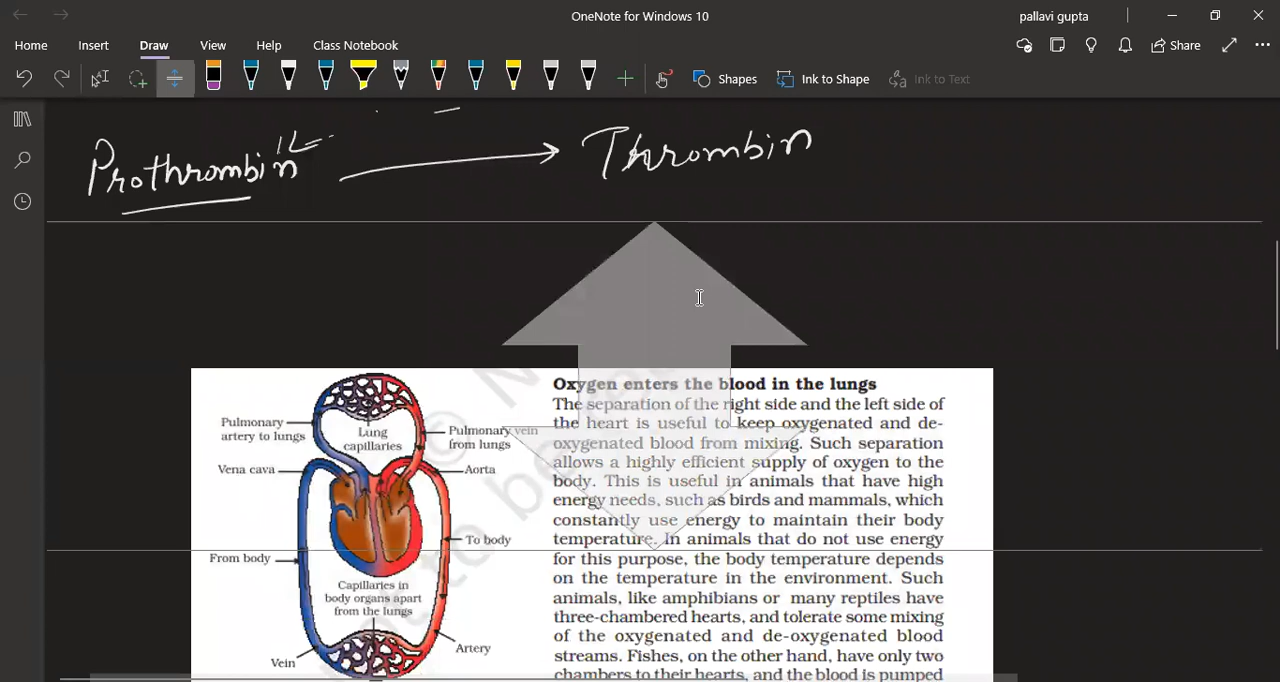 OneNote for Windows 10
pallavi gupta
Home Insert Draw View Help Class Notebook
Share
Shapes Ink to Shape Ink to Text
Prothrombin → Thrombin
Pulmonary
artery to lungs
Lung
capillaries
Pulmonary vein
from lungs
Vena cava
Aorta
From body
To body
Capillaries in
body organs apart
from the lungs
Vein
Artery
Oxygen enters the blood in the lungs
The separation of the right side and the left side of
the heart is useful to keep oxygenated and de-
oxygenated blood from mixing. Such separation
allows a highly efficient supply of oxygen to the
body. This is useful in animals that have high
energy needs, such as birds and mammals, which
constantly use energy to maintain their body
temperature. In animals that do not use energy
for this purpose, the body temperature depends
on the temperature in the environment. Such
animals, like amphibians or many reptiles have
three-chambered hearts, and tolerate some mixing
of the oxygenated and de-oxygenated blood
streams. Fishes, on the other hand, have only two
chambers to their hearts, and the blood is pumped